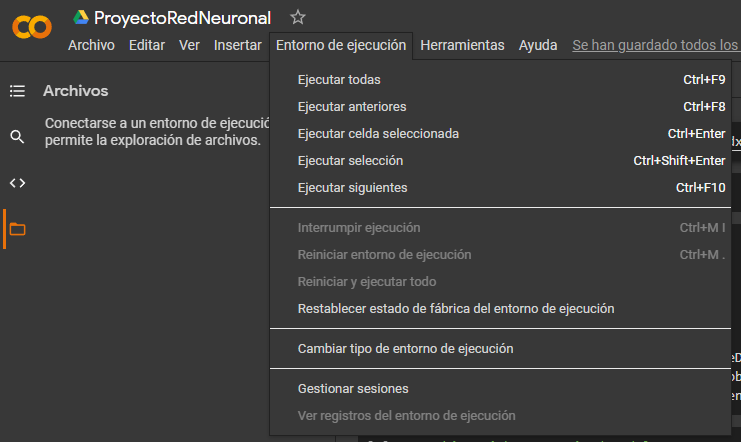 ProyectoRedNeuronal
Archivo Editar Ver Insertar Entorno de ejecución Herramientas Ayuda Se han guardado todos los
Archivos
Conectarse a un entorno de ejecució
permite la exploración de archivos.
Ejecutar todas Ctrl+F9
Ejecutar anteriores Ctrl+F8
Ejecutar celda seleccionada Ctrl+Enter
Ejecutar selección Ctrl+Shift+Enter
Ejecutar siguientes Ctrl+F10
Interrumpir ejecución Ctrl+M I
Reiniciar entorno de ejecución Ctrl+M .
Reiniciar y ejecutar todo
Restablecer estado de fábrica del entorno de ejecución
Cambiar tipo de entorno de ejecución
Gestionar sesiones
Ver registros del entorno de ejecución